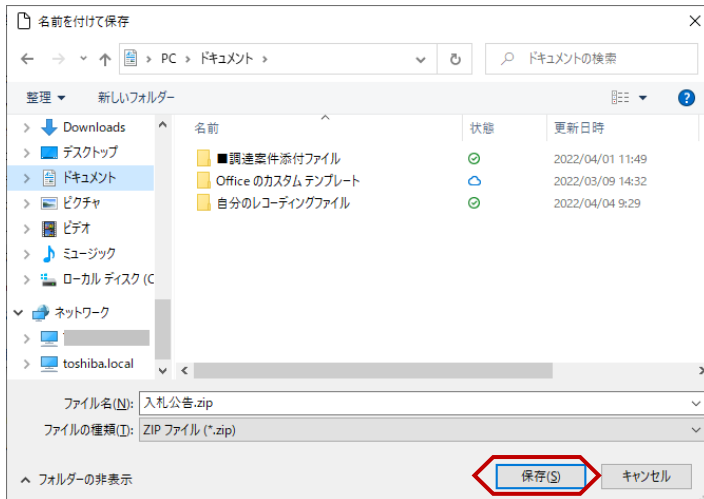 名前を付けて保存
PC › ドキュメント ›
ドキュメントの検索
整理 新しいフォルダー
Downloads
デスクトップ
ドキュメント
ピクチャ
ビデオ
ミュージック
ローカル ディスク (C
ネットワーク
toshiba.local
名前 状態 更新日時
■調達案件添付ファイル 2022/04/01 11:49
Office のカスタム テンプレート 2022/03/09 14:32
自分のレコーディングファイル 2022/04/04 9:29
ファイル名(N): 入札公告.zip
ファイルの種類(T): ZIP ファイル (*.zip)
フォルダーの非表示 保存(S) キャンセル